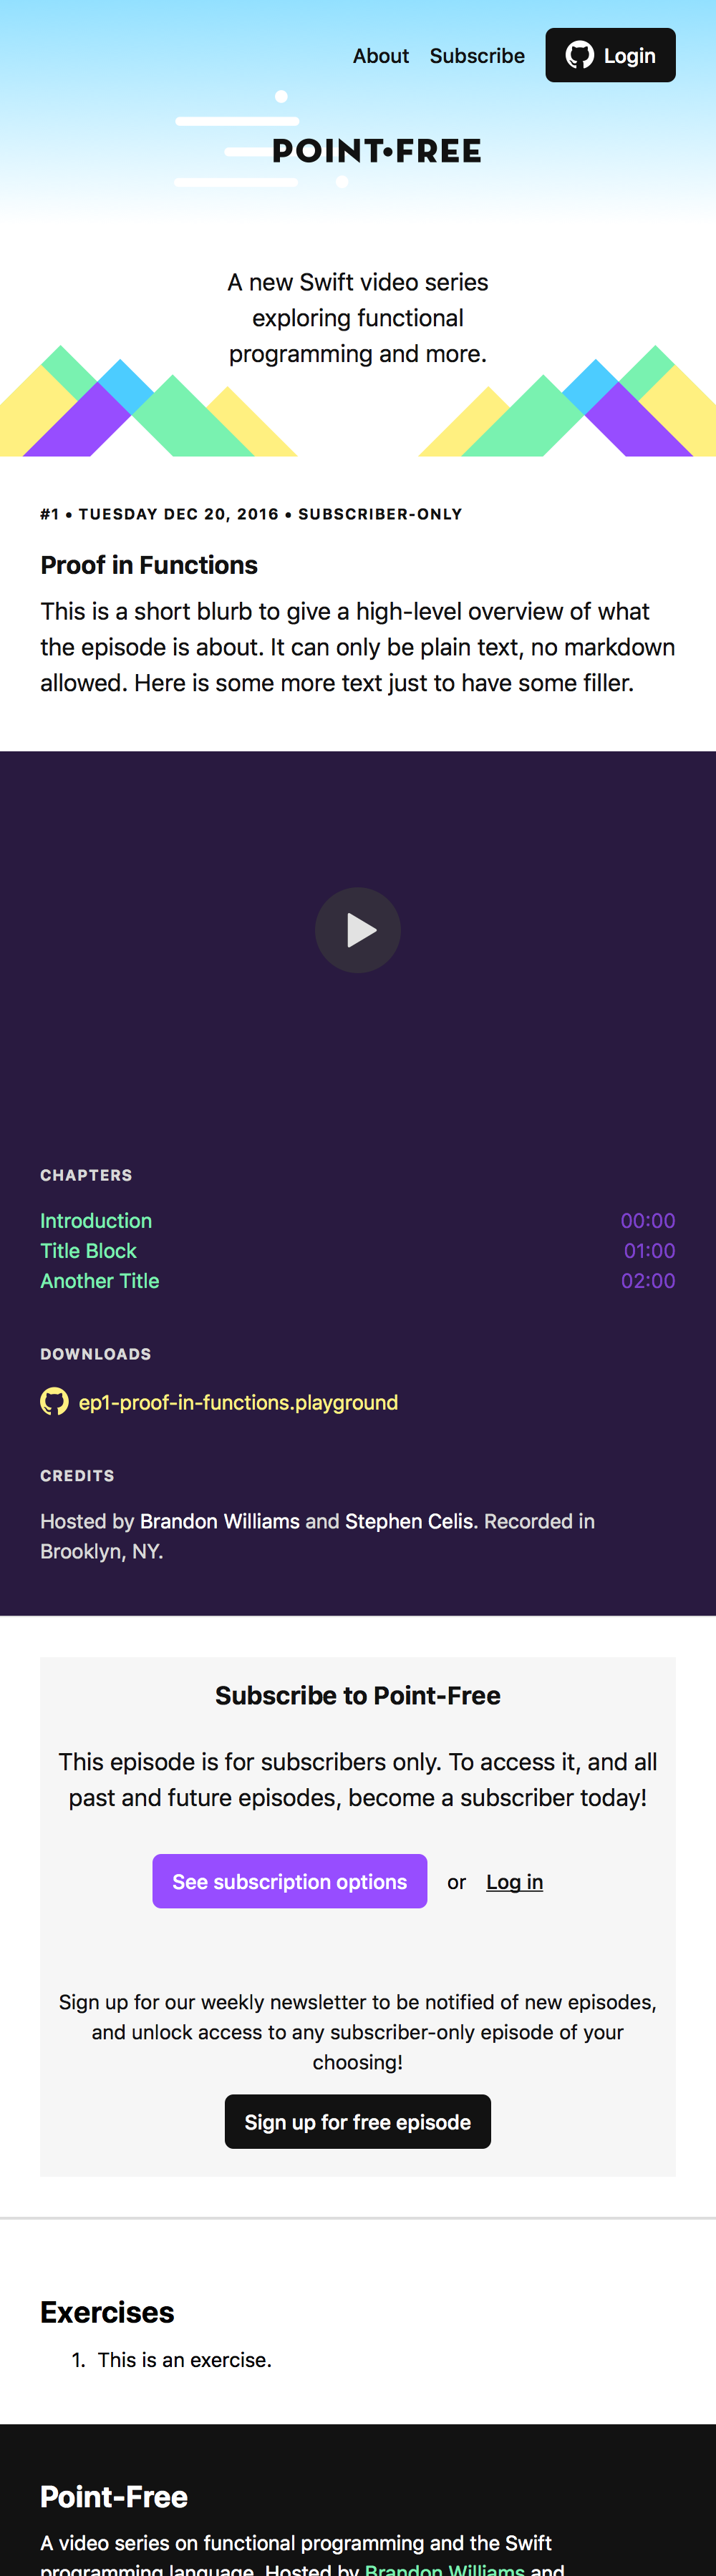 About Subscribe Login
POINT•FREE
A new Swift video series
exploring functional
programming and more.
#1 • TUESDAY DEC 20, 2016 • SUBSCRIBER-ONLY
Proof in Functions
This is a short blurb to give a high-level overview of what
the episode is about. It can only be plain text, no markdown
allowed. Here is some more text just to have some filler.
CHAPTERS
Introduction 00:00
Title Block 01:00
Another Title 02:00
DOWNLOADS
ep1-proof-in-functions.playground
CREDITS
Hosted by Brandon Williams and Stephen Celis. Recorded in
Brooklyn, NY.
Subscribe to Point-Free
This episode is for subscribers only. To access it, and all
past and future episodes, become a subscriber today!
See subscription options or Log in
Sign up for our weekly newsletter to be notified of new episodes,
and unlock access to any subscriber-only episode of your
choosing!
Sign up for free episode
Exercises
1. This is an exercise.
Point-Free
A video series on functional programming and the Swift
programming language. Hosted by Brandon Williams and